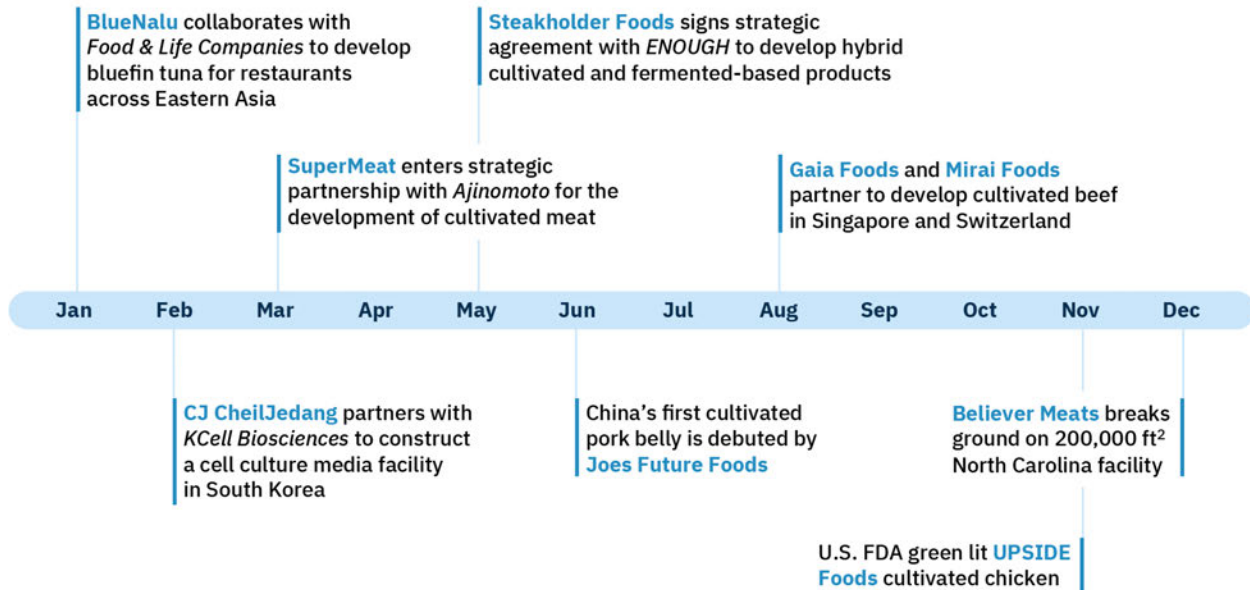 BlueNalu collaborates with
Food & Life Companies to develop
bluefin tuna for restaurants
across Eastern Asia
Steakholder Foods signs strategic
agreement with ENOUGH to develop hybrid
cultivated and fermented-based products
SuperMeat enters strategic
partnership with Ajinomoto for the
development of cultivated meat
Gaia Foods and Mirai Foods
partner to develop cultivated beef
in Singapore and Switzerland
Jan Feb Mar Apr May Jun Jul Aug Sep Oct Nov Dec
CJ CheilJedang partners with
KCell Biosciences to construct
a cell culture media facility
in South Korea
China's first cultivated
pork belly is debuted by
Joes Future Foods
Believer Meats breaks
ground on 200,000 ft²
North Carolina facility
U.S. FDA green lit UPSIDE
Foods cultivated chicken